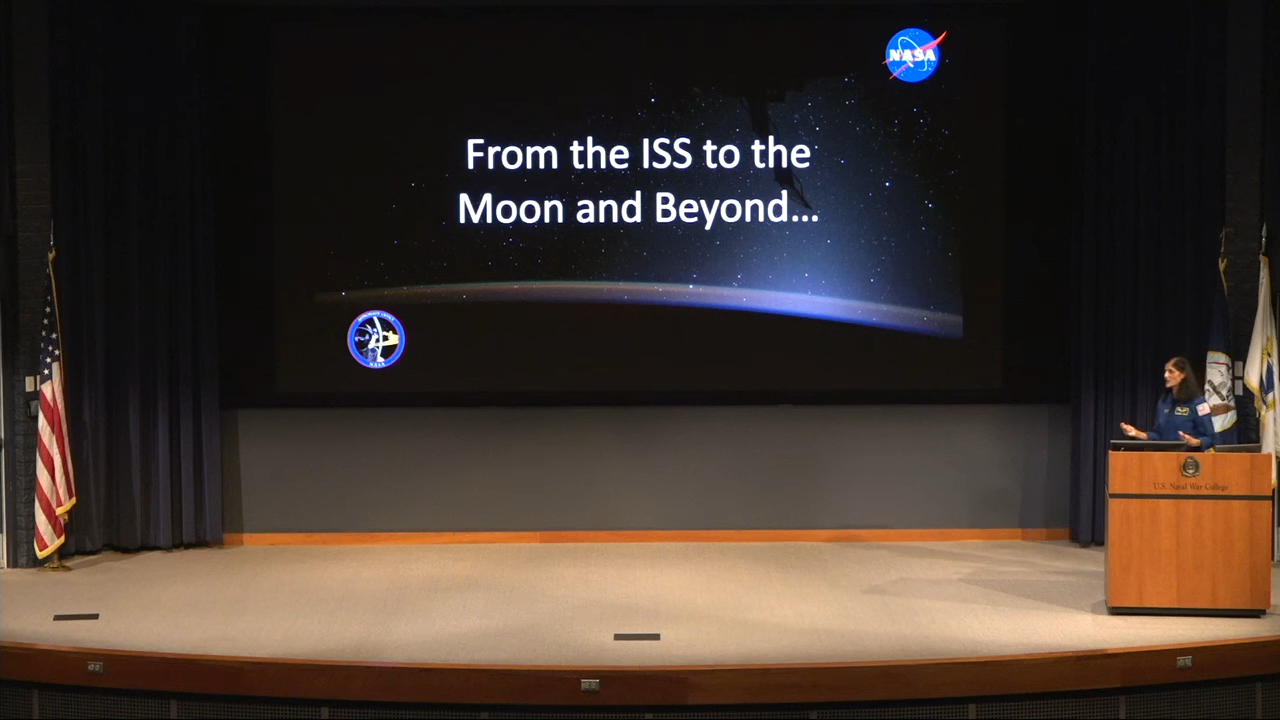 NASA
From the ISS to the
Moon and Beyond...
U.S. Naval War College